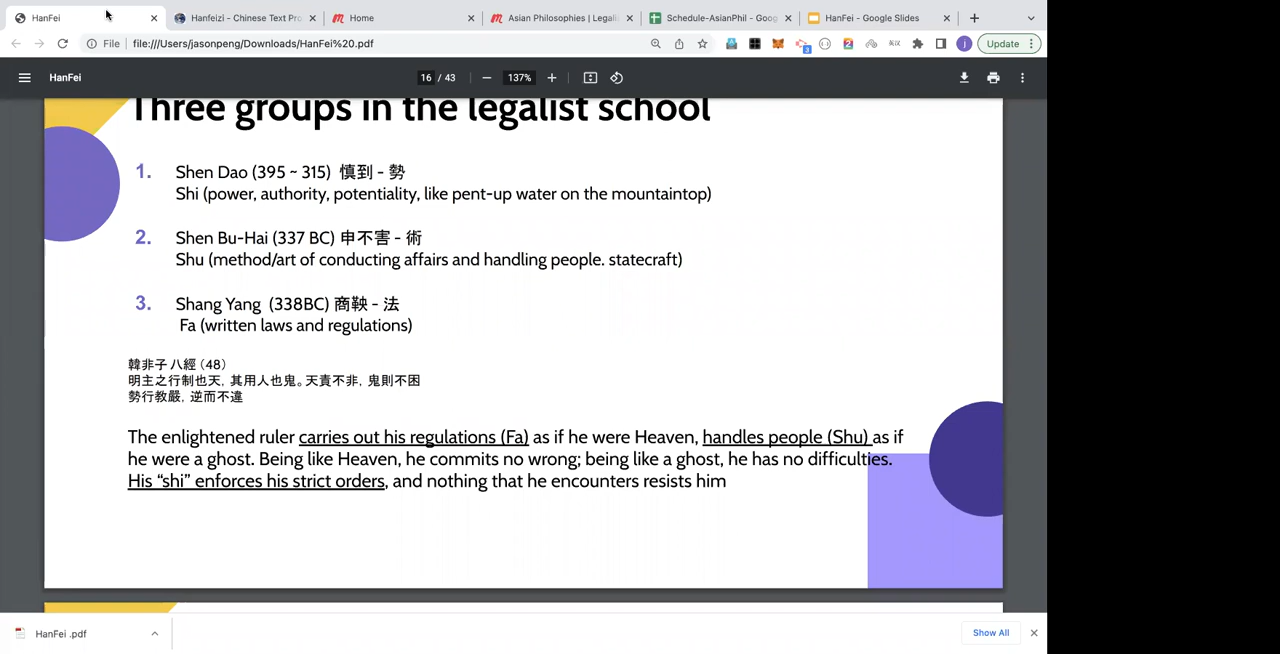 HanFei
Hanfeizi - Chinese Text Pro
Home
Asian Philosophies | Legali
Schedule-AsianPhil - Goog
HanFei - Google Slides
File
file:///Users/jasonpeng/Downloads/HanFei%20.pdf
Update
HanFei
16 / 43
137%
Three groups in the legalist school
1. Shen Dao (395 ~ 315) 慎到 - 勢
Shi (power, authority, potentiality, like pent-up water on the mountaintop)
2. Shen Bu-Hai (337 BC) 申不害 - 術
Shu (method/art of conducting affairs and handling people. statecraft)
3. Shang Yang (338BC) 商鞅 - 法
Fa (written laws and regulations)
韓非子 八經 (48)
明主之行制也天，其用人也鬼。天責不非，鬼則不困
勢行教嚴，逆而不違
The enlightened ruler carries out his regulations (Fa) as if he were Heaven, handles people (Shu) as if
he were a ghost. Being like Heaven, he commits no wrong; being like a ghost, he has no difficulties.
His “shi” enforces his strict orders, and nothing that he encounters resists him
HanFei .pdf
Show All